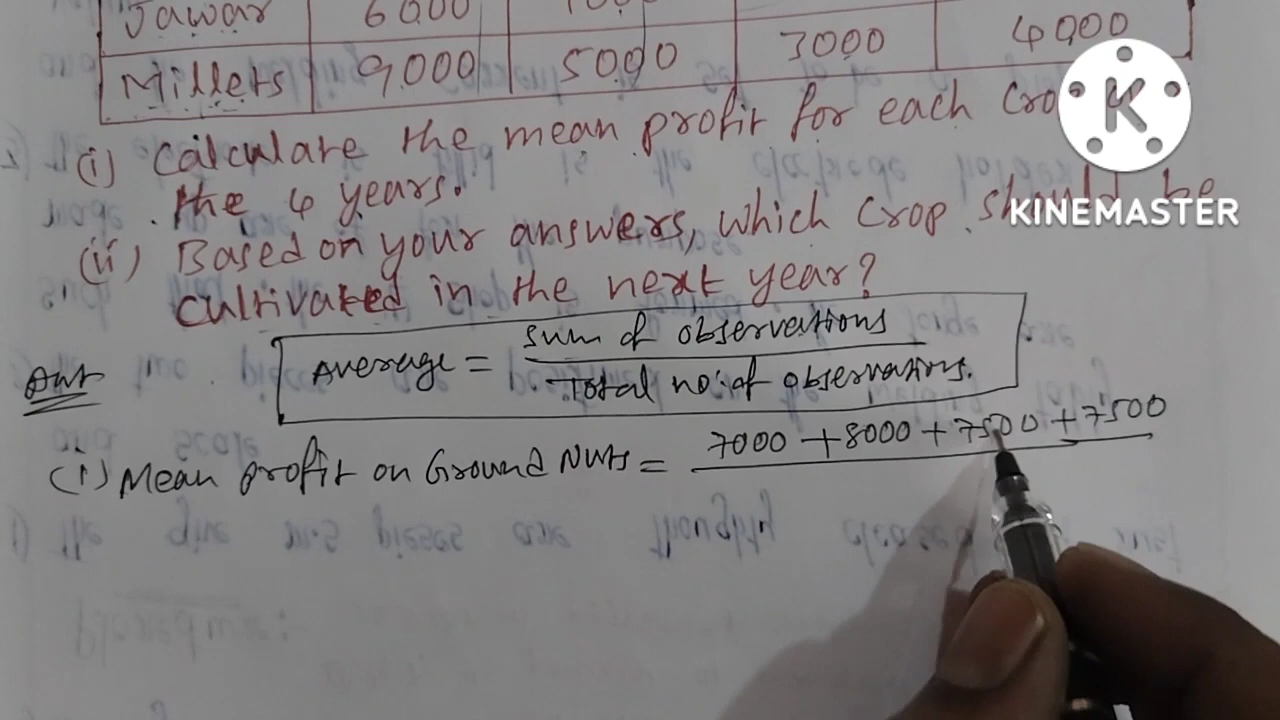 Jawar 6000
Millets 9000 5000 3000 4000
(i) Calculate the mean profit for each
the 4 years.
(ii) Based on your answers, which crop should be
cultivated in the next year?
KINEMASTER
Ans
Average = sum of observations
Total no: of observations.
(i) Mean profit on Ground Nuts = 7000 + 8000 + 7500 + 7500